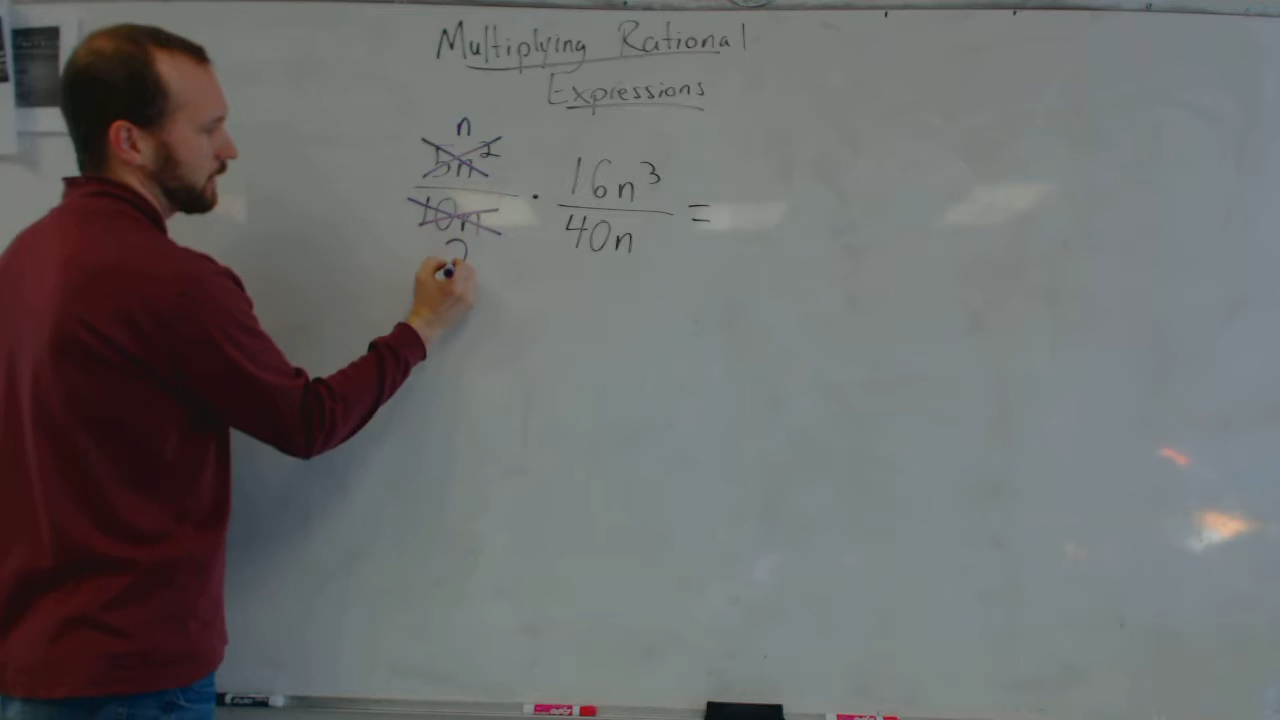 Multiplying Rational
Expressions
n
5n² · 16n³ =
10n 40n
2